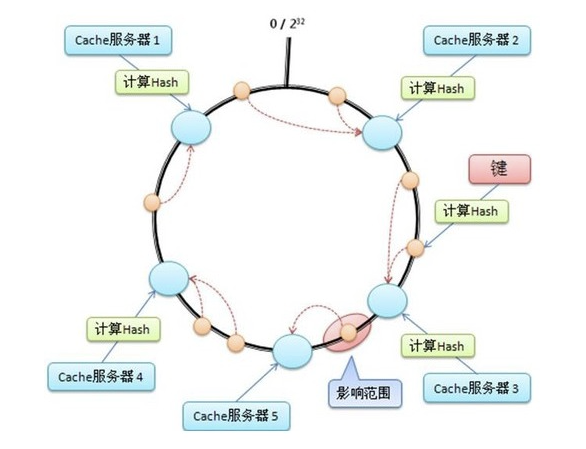 0 / 2³²
Cache服务器 1
Cache服务器 2
计算Hash
计算Hash
键
计算Hash
计算Hash
计算Hash
Cache服务器 4
影响范围
Cache服务器 3
Cache服务器 5